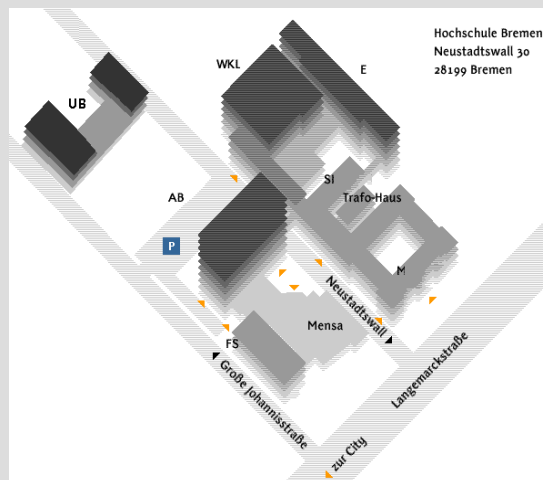 Hochschule Bremen
Neustadtswall 30
28199 Bremen
WKL
E
UB
SI
AB
Trafo-Haus
P
M
Neustadtswall
Mensa
FS
Große Johannisstraße
Langemarckstraße
zur City